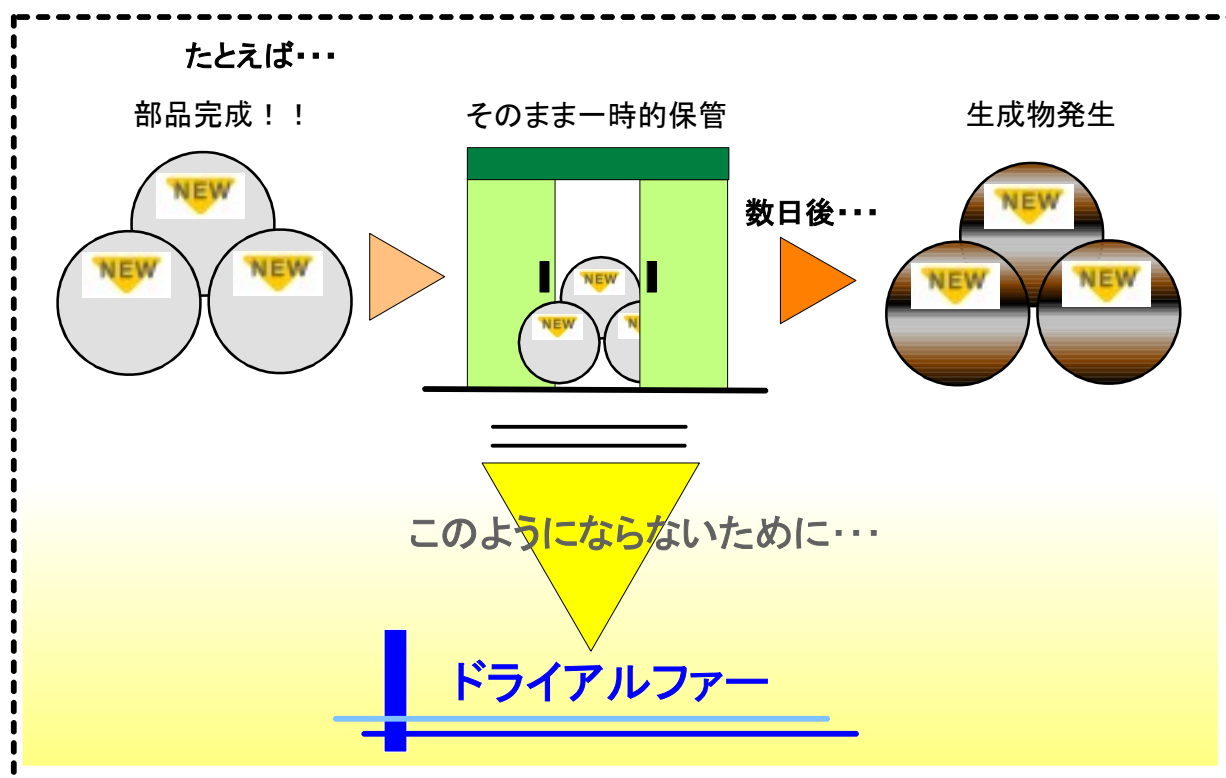 たとえば・・・
部品完成！！
そのまま一時的保管
生成物発生
NEW
NEW
NEW
NEW
NEW
N
数日後・・・
NEW
NEW
NEW
このようにならないために・・・
ドライアルファー